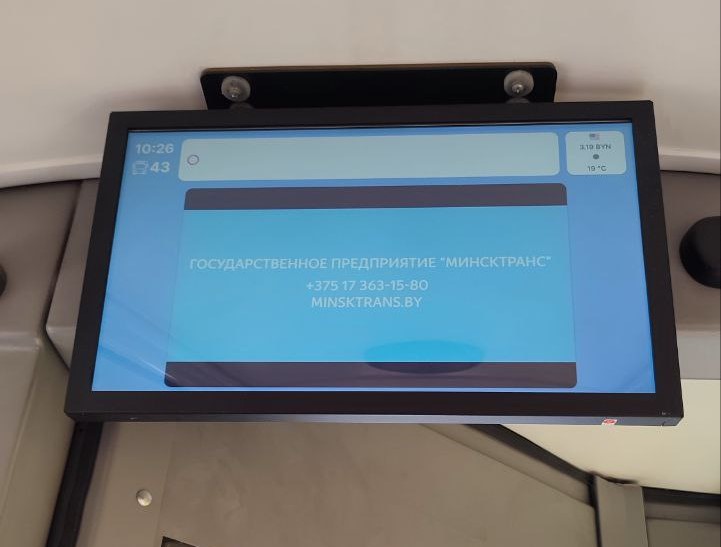 10:26
43
3.19 BYN
19 °C
ГОСУДАРСТВЕННОЕ ПРЕДПРИЯТИЕ "МИНСКТРАНС"
+375 17 363-15-80
MINSKTRANS.BY